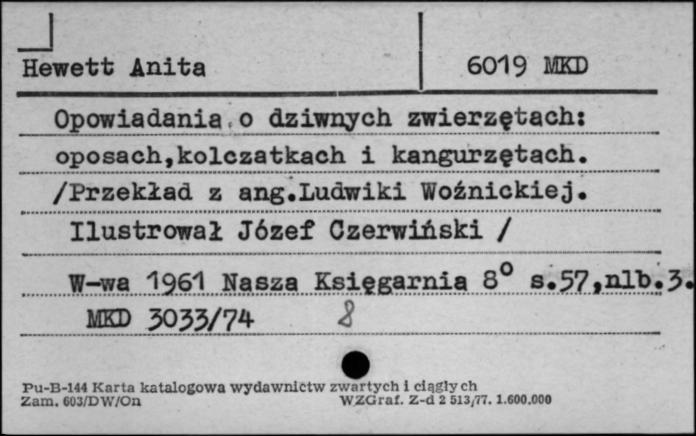 Hewett Anita 6019 MKD
Opowiadania o dziwnych zwierzętach:
oposach,kolczatkach i kangurzętach.
/Przekład z ang.Ludwiki Woźnickiej.
Ilustrował Józef Czerwiński /
W-wa 1961 Nasza Księgarnia 8° s.57,nlb.3.
MKD 3033/74 8
Pu-B-144 Karta katalogowa wydawnictw zwartych i ciągłych
Zam. 603/DW/On WZGraf. Z-d 2 513/77. 1.600.000